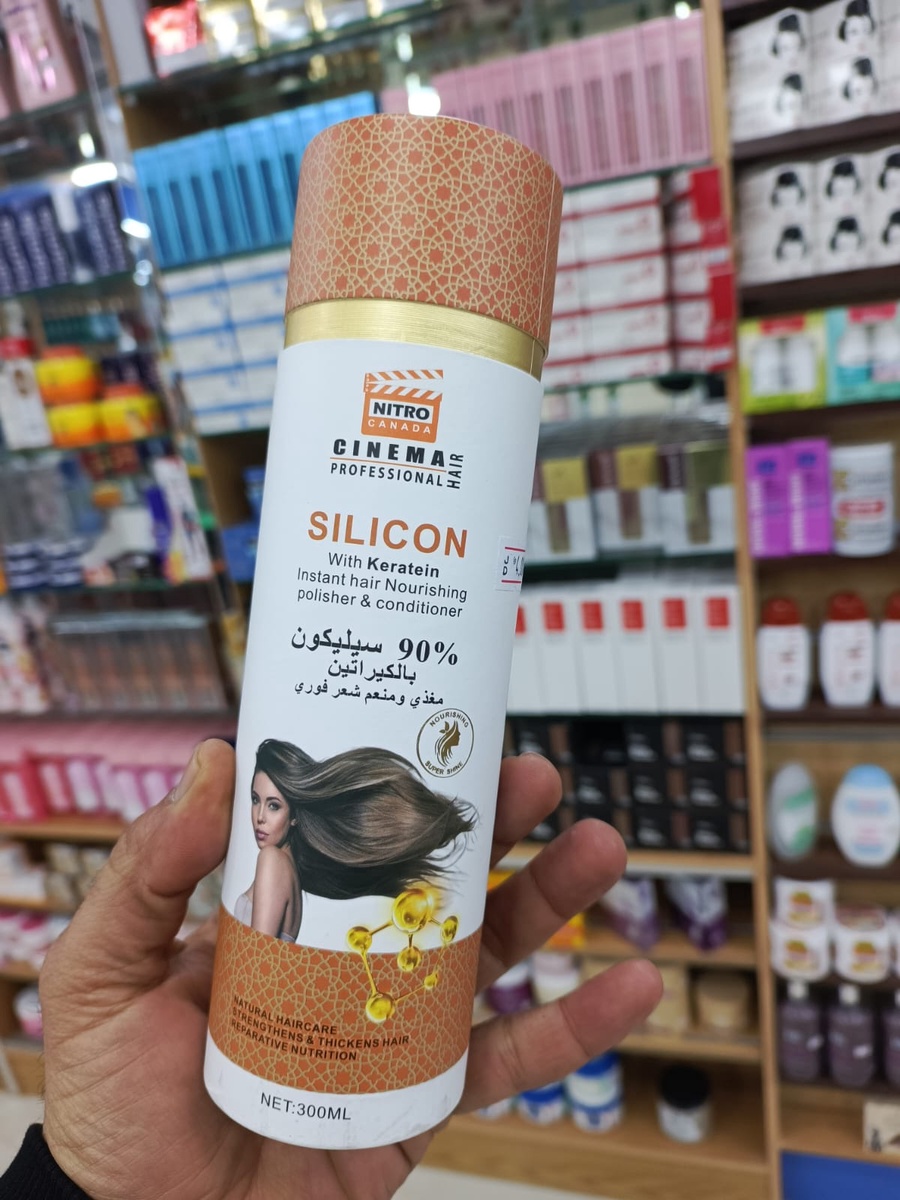 NITRO
CANADA
CINEMA
PROFESSIONAL
HAIR
SILICON
With Keratein
Instant hair Nourishing
polisher & conditioner
90% سيليكون
بالكيراتين
مغذي ومنعم شعر فوري
NOURISHING
SUPER SHINE
NATURAL HAIRCARE
STRENGTHENS & THICKENS HAIR
REPARATIVE NUTRITION
NET:300ML
JD